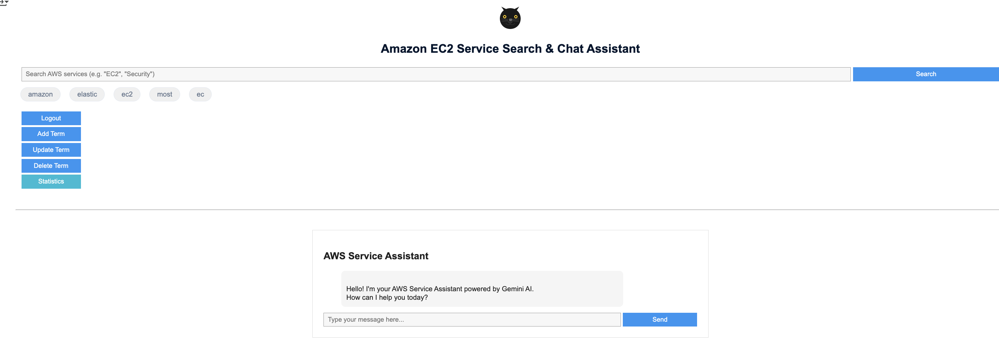 Amazon EC2 Service Search & Chat Assistant
Search AWS services (e.g. "EC2", "Security")
Search
amazon
elastic
ec2
most
ec
Logout
Add Term
Update Term
Delete Term
Statistics
AWS Service Assistant
Hello! I'm your AWS Service Assistant powered by Gemini AI.
How can I help you today?
Type your message here...
Send